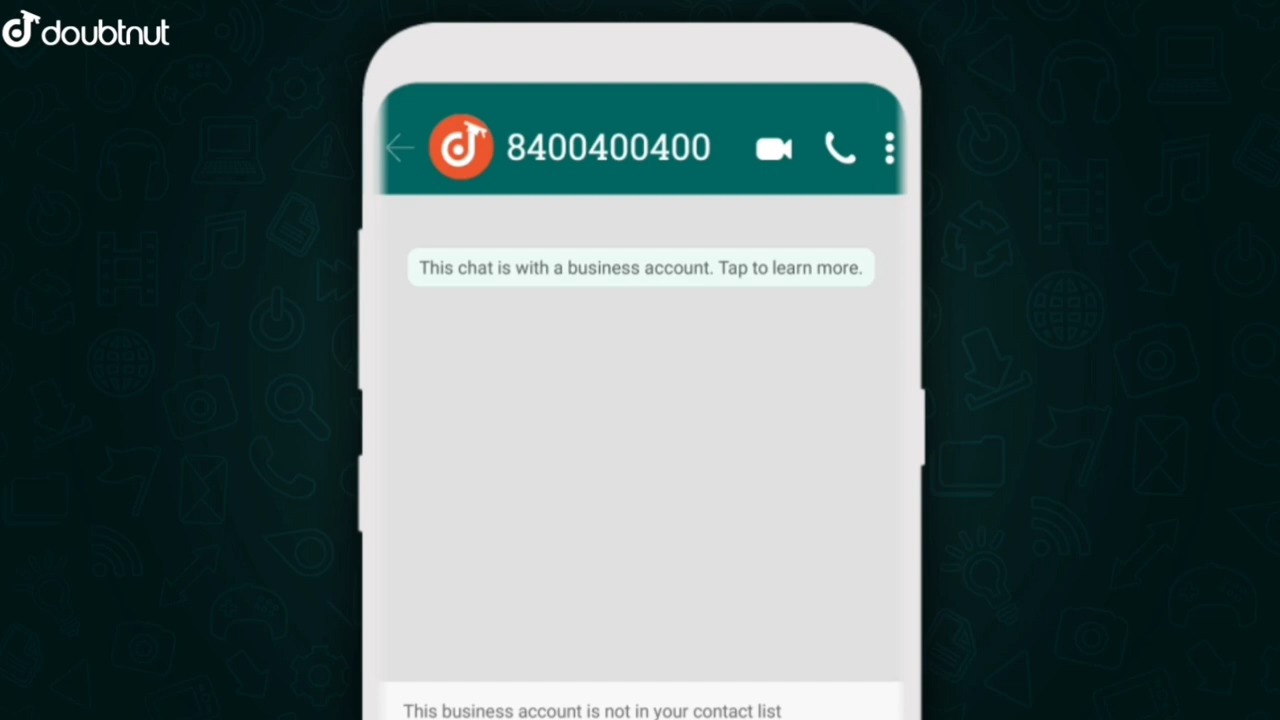 doubtnut
8400400400
This chat is with a business account. Tap to learn more.
This business account is not in your contact list